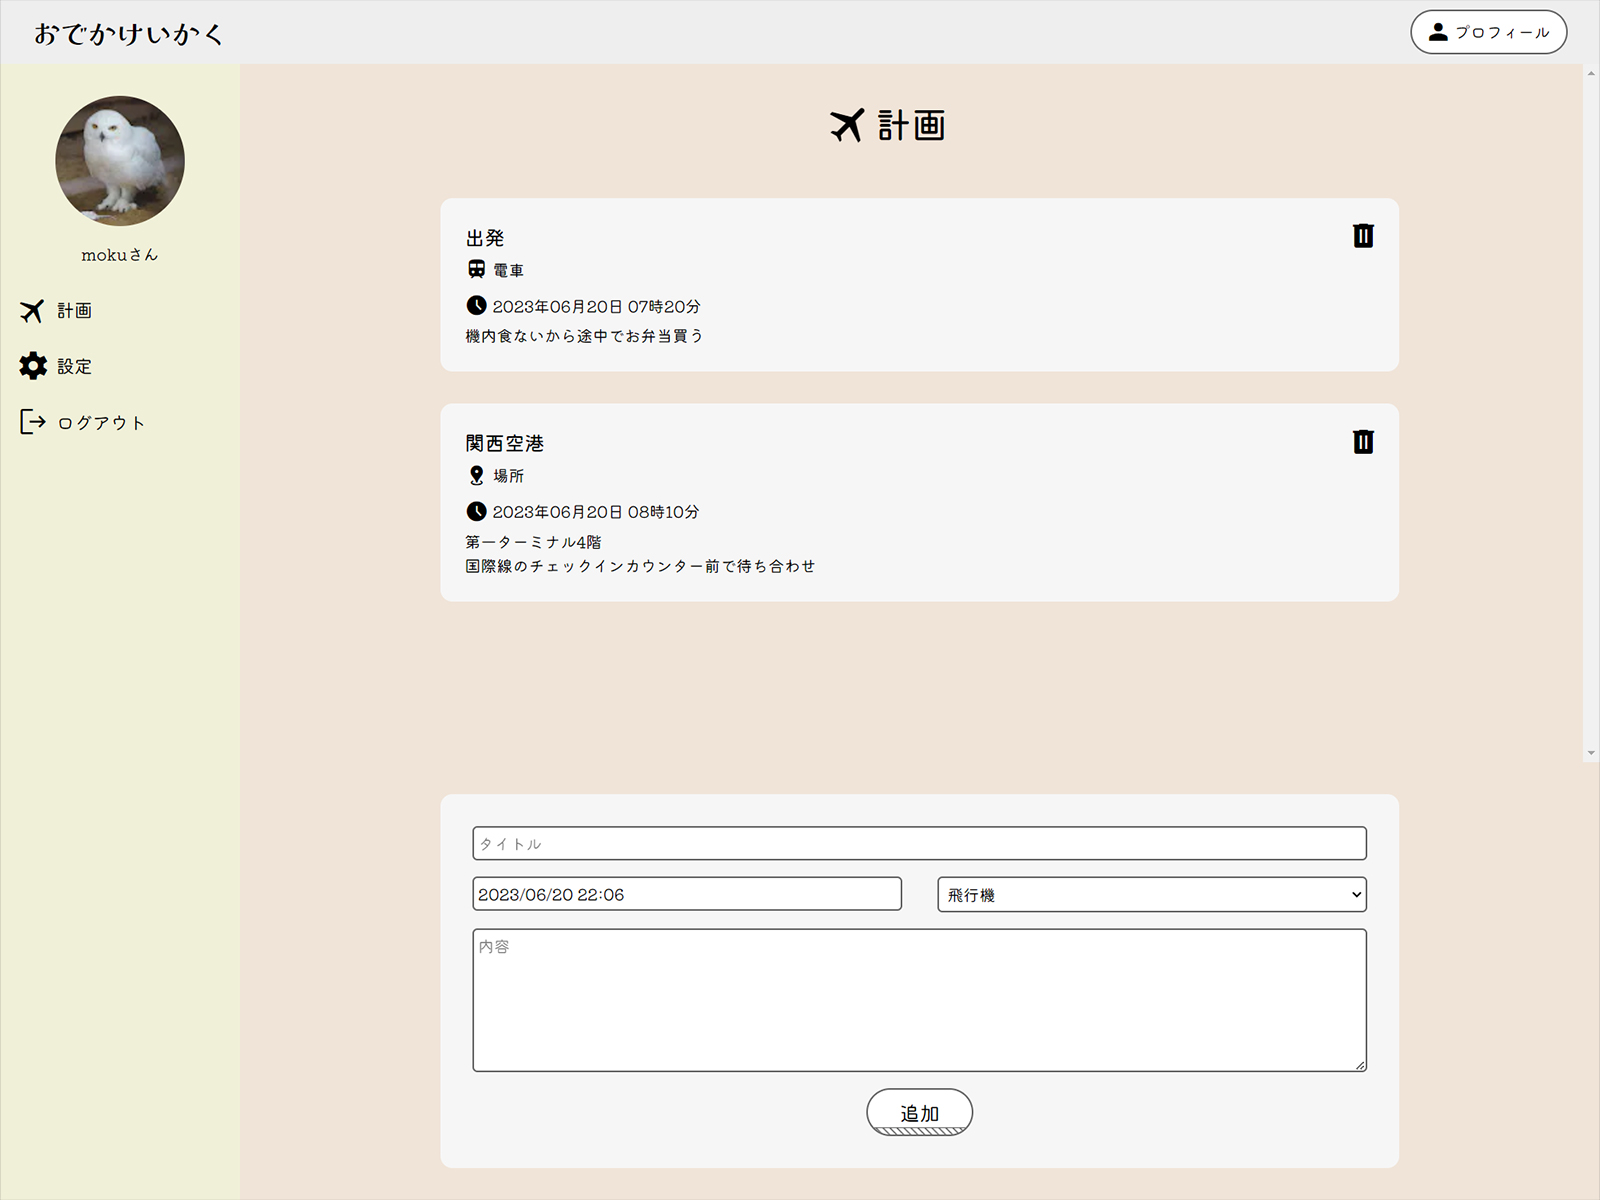 おでかけいかく
プロフィール
mokuさん
計画
設定
ログアウト
計画
出発
電車
2023年06月20日 07時20分
機内食ないから途中でお弁当買う
関西空港
場所
2023年06月20日 08時10分
第一ターミナル4階
国際線のチェックインカウンター前で待ち合わせ
タイトル
2023/06/20 22:06
飛行機
内容
追加